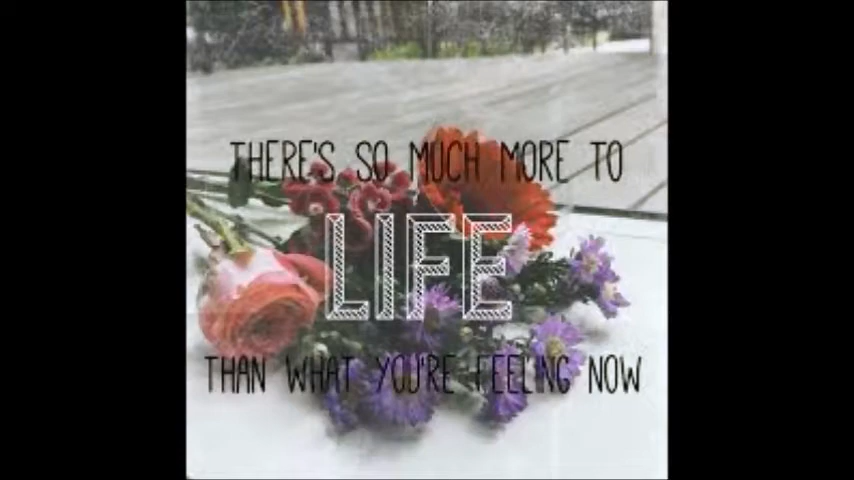 THERE'S SO MUCH MORE TO
LIFE
THAN WHAT YOU'RE FEELING NOW